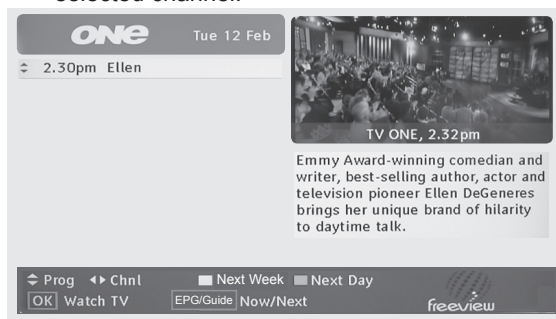 selected channel.
ONE Tue 12 Feb
2.30pm Ellen
TV ONE, 2.32pm
Emmy Award-winning comedian and
writer, best-selling author, actor and
television pioneer Ellen DeGeneres
brings her unique brand of hilarity
to daytime talk.
Prog Chnl Next Week Next Day
OK Watch TV EPG/Guide Now/Next
freeview